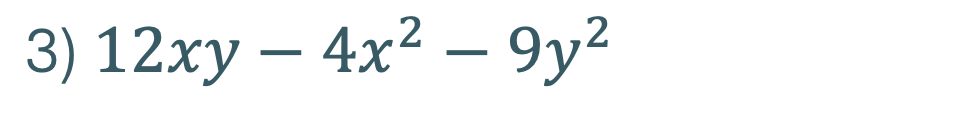 3) 12xy − 4x² − 9y²